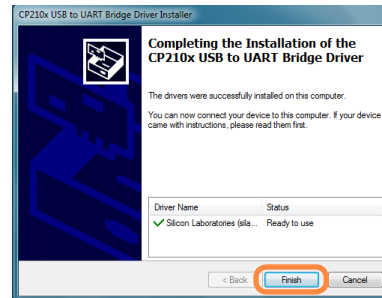 CP210x USB to UART Bridge Driver Installer
Completing the Installation of the
CP210x USB to UART Bridge Driver
The drivers were successfully installed on this computer.
You can now connect your device to this computer. If your device
came with instructions, please read them first.
Driver Name Status
Silicon Laboratories (sila... Ready to use
< Back Finish Cancel